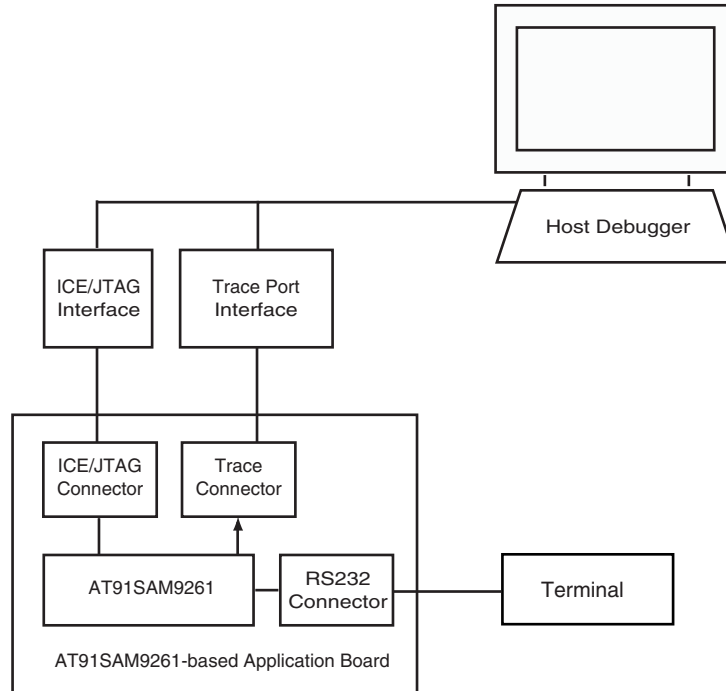 Host Debugger
ICE/JTAG
Interface
Trace Port
Interface
ICE/JTAG
Connector
Trace
Connector
AT91SAM9261
RS232
Connector
Terminal
AT91SAM9261-based Application Board